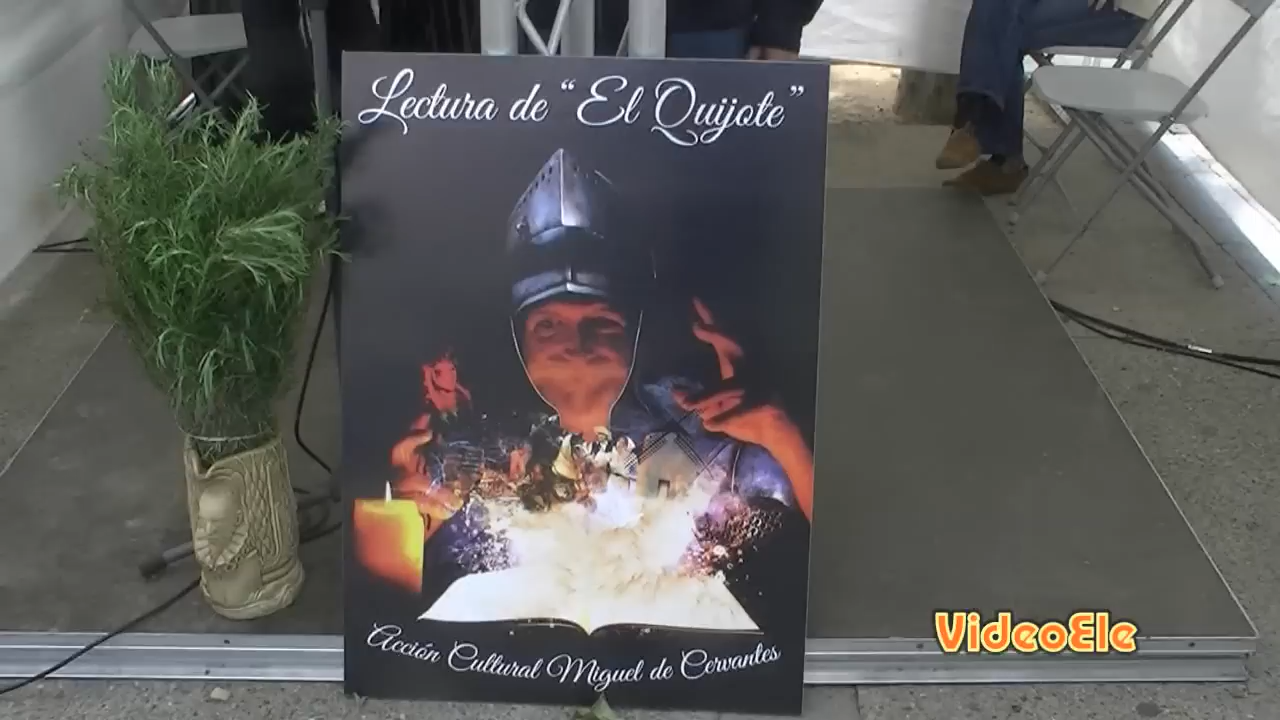 Lectura de “El Quijote”
Acción Cultural Miguel de Cervantes
VideoEle